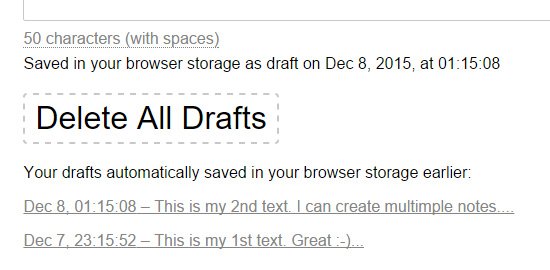 50 characters (with spaces)
Saved in your browser storage as draft on Dec 8, 2015, at 01:15:08
Delete All Drafts
Your drafts automatically saved in your browser storage earlier:
Dec 8, 01:15:08 – This is my 2nd text. I can create multimple notes....
Dec 7, 23:15:52 – This is my 1st text. Great :-)...